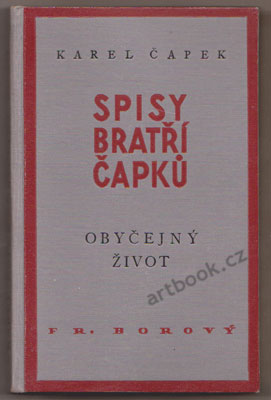 KAREL ČAPEK
SPISY
BRATŘÍ
ČAPKŮ
OBYČEJNÝ
ŽIVOT
artbook.cz
FR. BOROVÝ